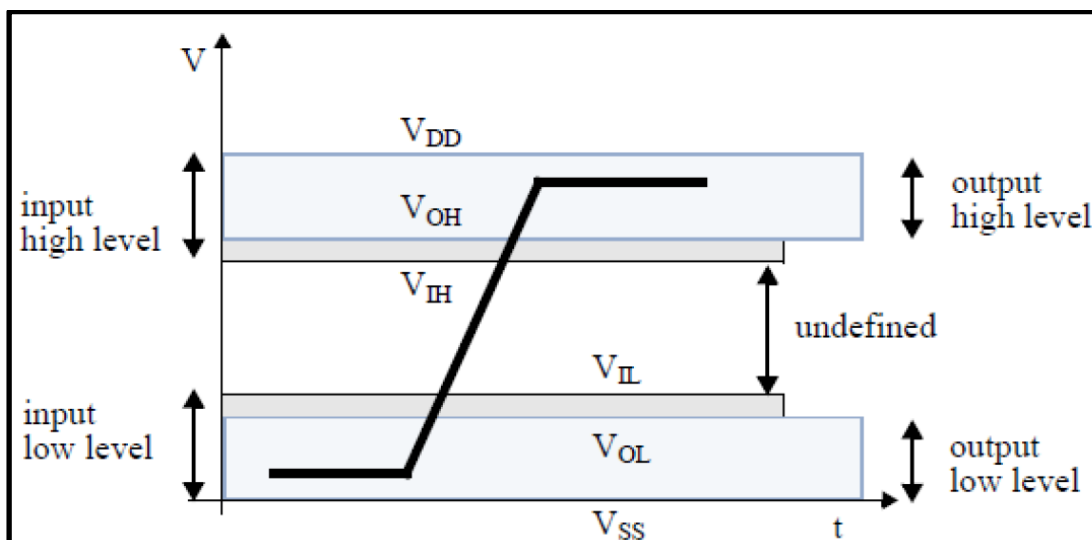 V
V_DD
input
high level
V_OH
output
high level
V_IH
undefined
V_IL
input
low level
V_OL
output
low level
V_SS
t